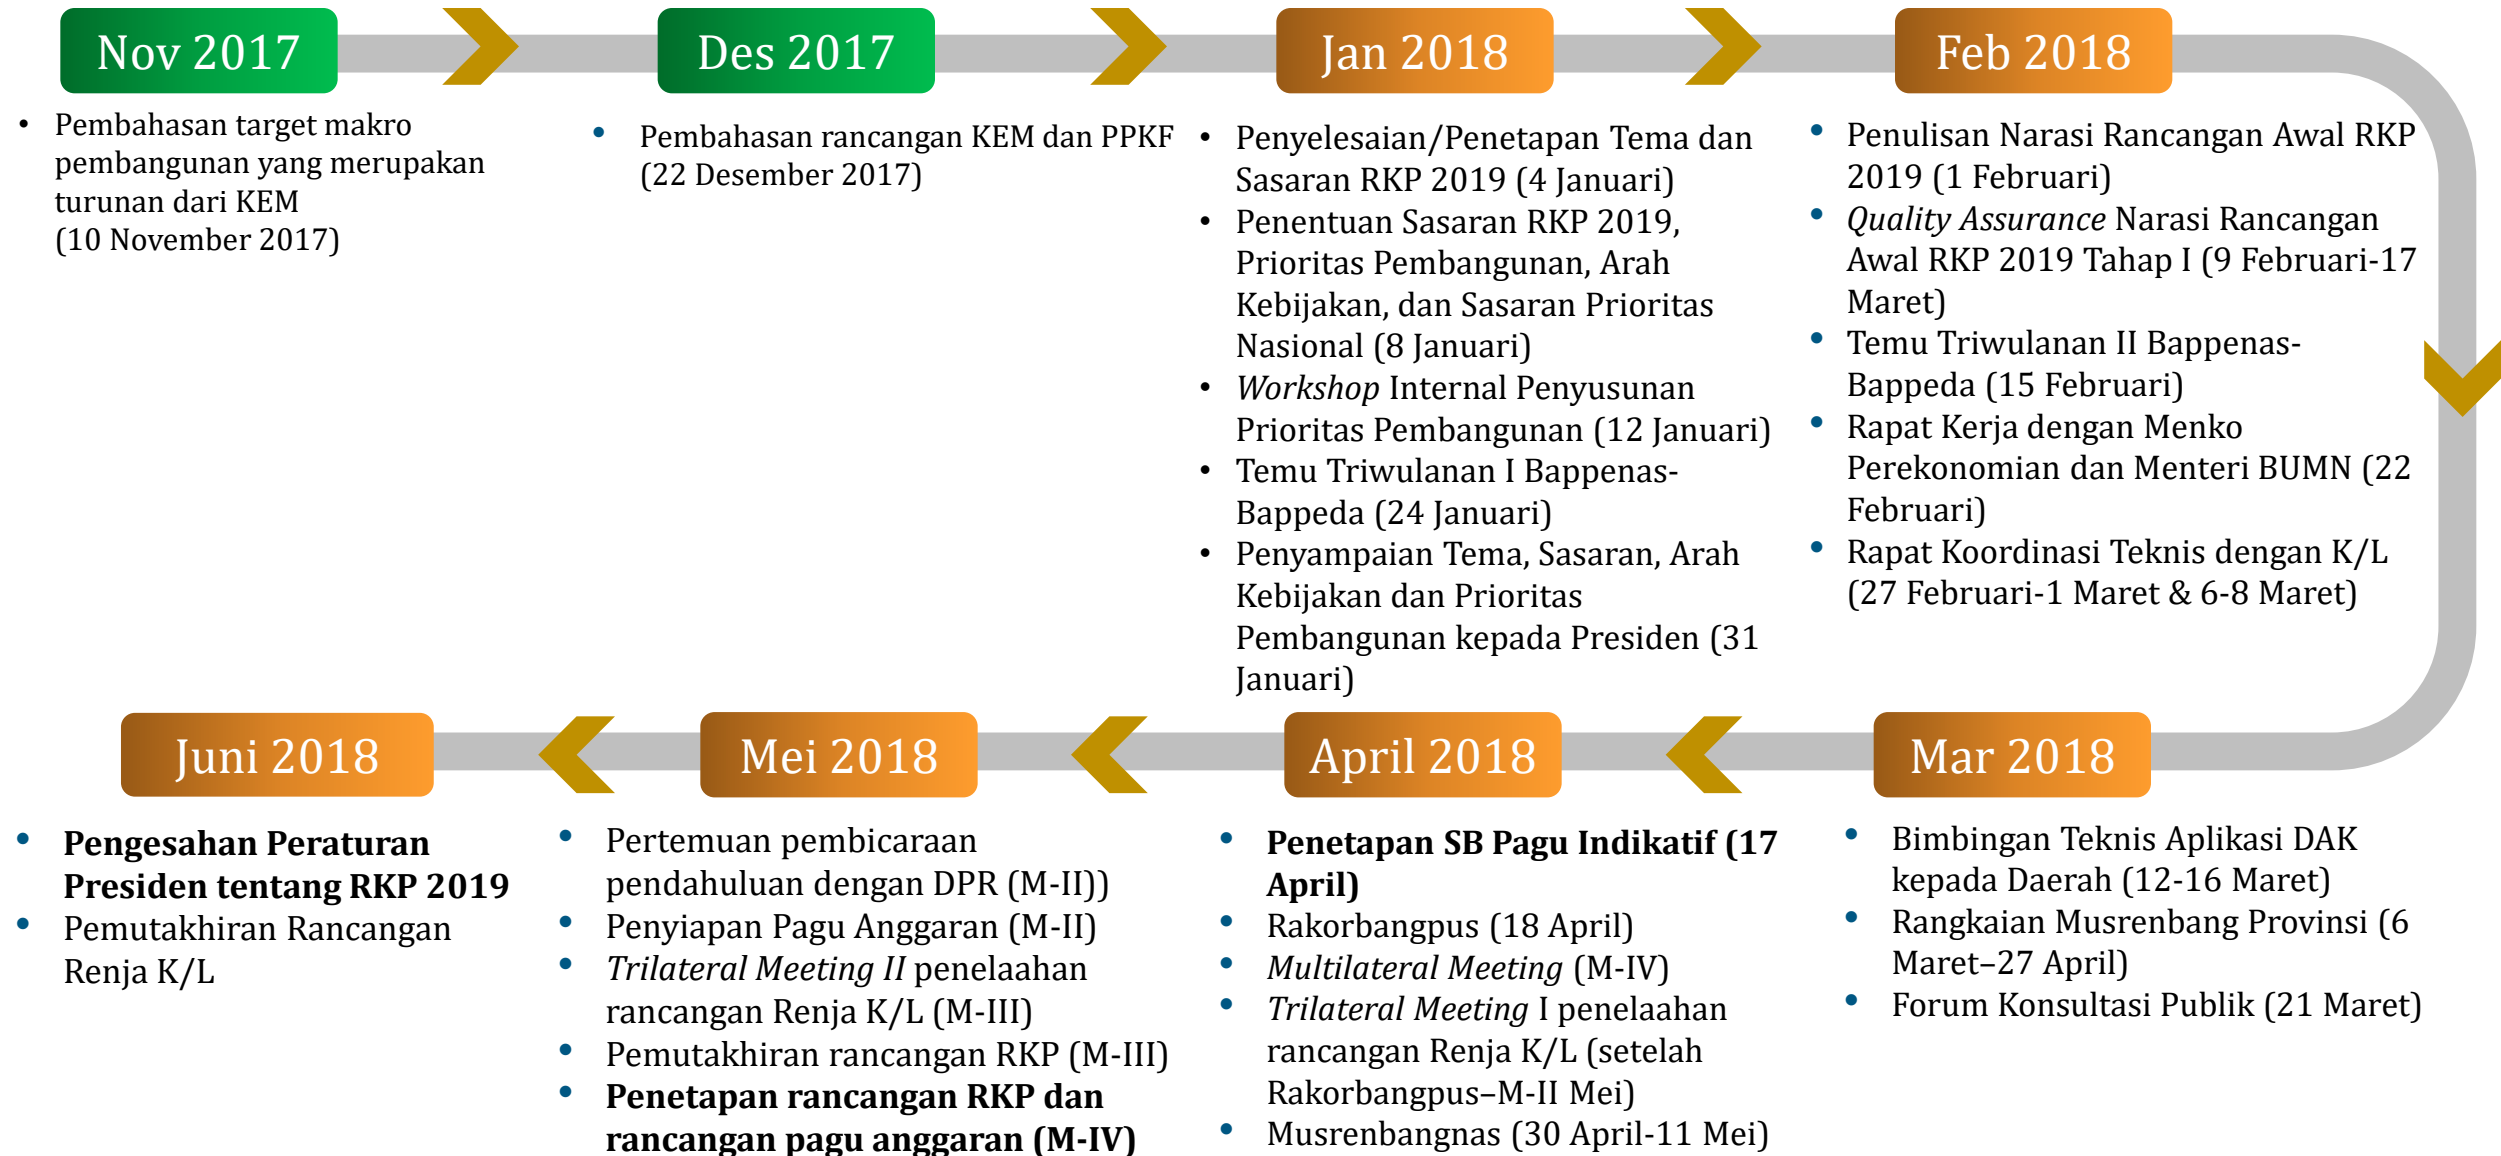 Nov 2017
• Pembahasan target makro
pembangunan yang merupakan
turunan dari KEM
(10 November 2017)
Des 2017
• Pembahasan rancangan KEM dan PPKF
(22 Desember 2017)
Jan 2018
• Penyelesaian/Penetapan Tema dan
Sasaran RKP 2019 (4 Januari)
• Penentuan Sasaran RKP 2019,
Prioritas Pembangunan, Arah
Kebijakan, dan Sasaran Prioritas
Nasional (8 Januari)
• Workshop Internal Penyusunan
Prioritas Pembangunan (12 Januari)
• Temu Triwulanan I Bappenas-
Bappeda (24 Januari)
• Penyampaian Tema, Sasaran, Arah
Kebijakan dan Prioritas
Pembangunan kepada Presiden (31
Januari)
Feb 2018
• Penulisan Narasi Rancangan Awal RKP
2019 (1 Februari)
• Quality Assurance Narasi Rancangan
Awal RKP 2019 Tahap I (9 Februari-17
Maret)
• Temu Triwulanan II Bappenas-
Bappeda (15 Februari)
• Rapat Kerja dengan Menko
Perekonomian dan Menteri BUMN (22
Februari)
• Rapat Koordinasi Teknis dengan K/L
(27 Februari-1 Maret & 6-8 Maret)
Mar 2018
• Bimbingan Teknis Aplikasi DAK
kepada Daerah (12-16 Maret)
• Rangkaian Musrenbang Provinsi (6
Maret–27 April)
• Forum Konsultasi Publik (21 Maret)
April 2018
• Penetapan SB Pagu Indikatif (17
April)
• Rakorbangpus (18 April)
• Multilateral Meeting (M-IV)
• Trilateral Meeting I penelaahan
rancangan Renja K/L (setelah
Rakorbangpus–M-II Mei)
• Musrenbangnas (30 April-11 Mei)
Mei 2018
• Pertemuan pembicaraan
pendahuluan dengan DPR (M-II))
• Penyiapan Pagu Anggaran (M-II)
• Trilateral Meeting II penelaahan
rancangan Renja K/L (M-III)
• Pemutakhiran rancangan RKP (M-III)
• Penetapan rancangan RKP dan
rancangan pagu anggaran (M-IV)
Juni 2018
• Pengesahan Peraturan
Presiden tentang RKP 2019
• Pemutakhiran Rancangan
Renja K/L